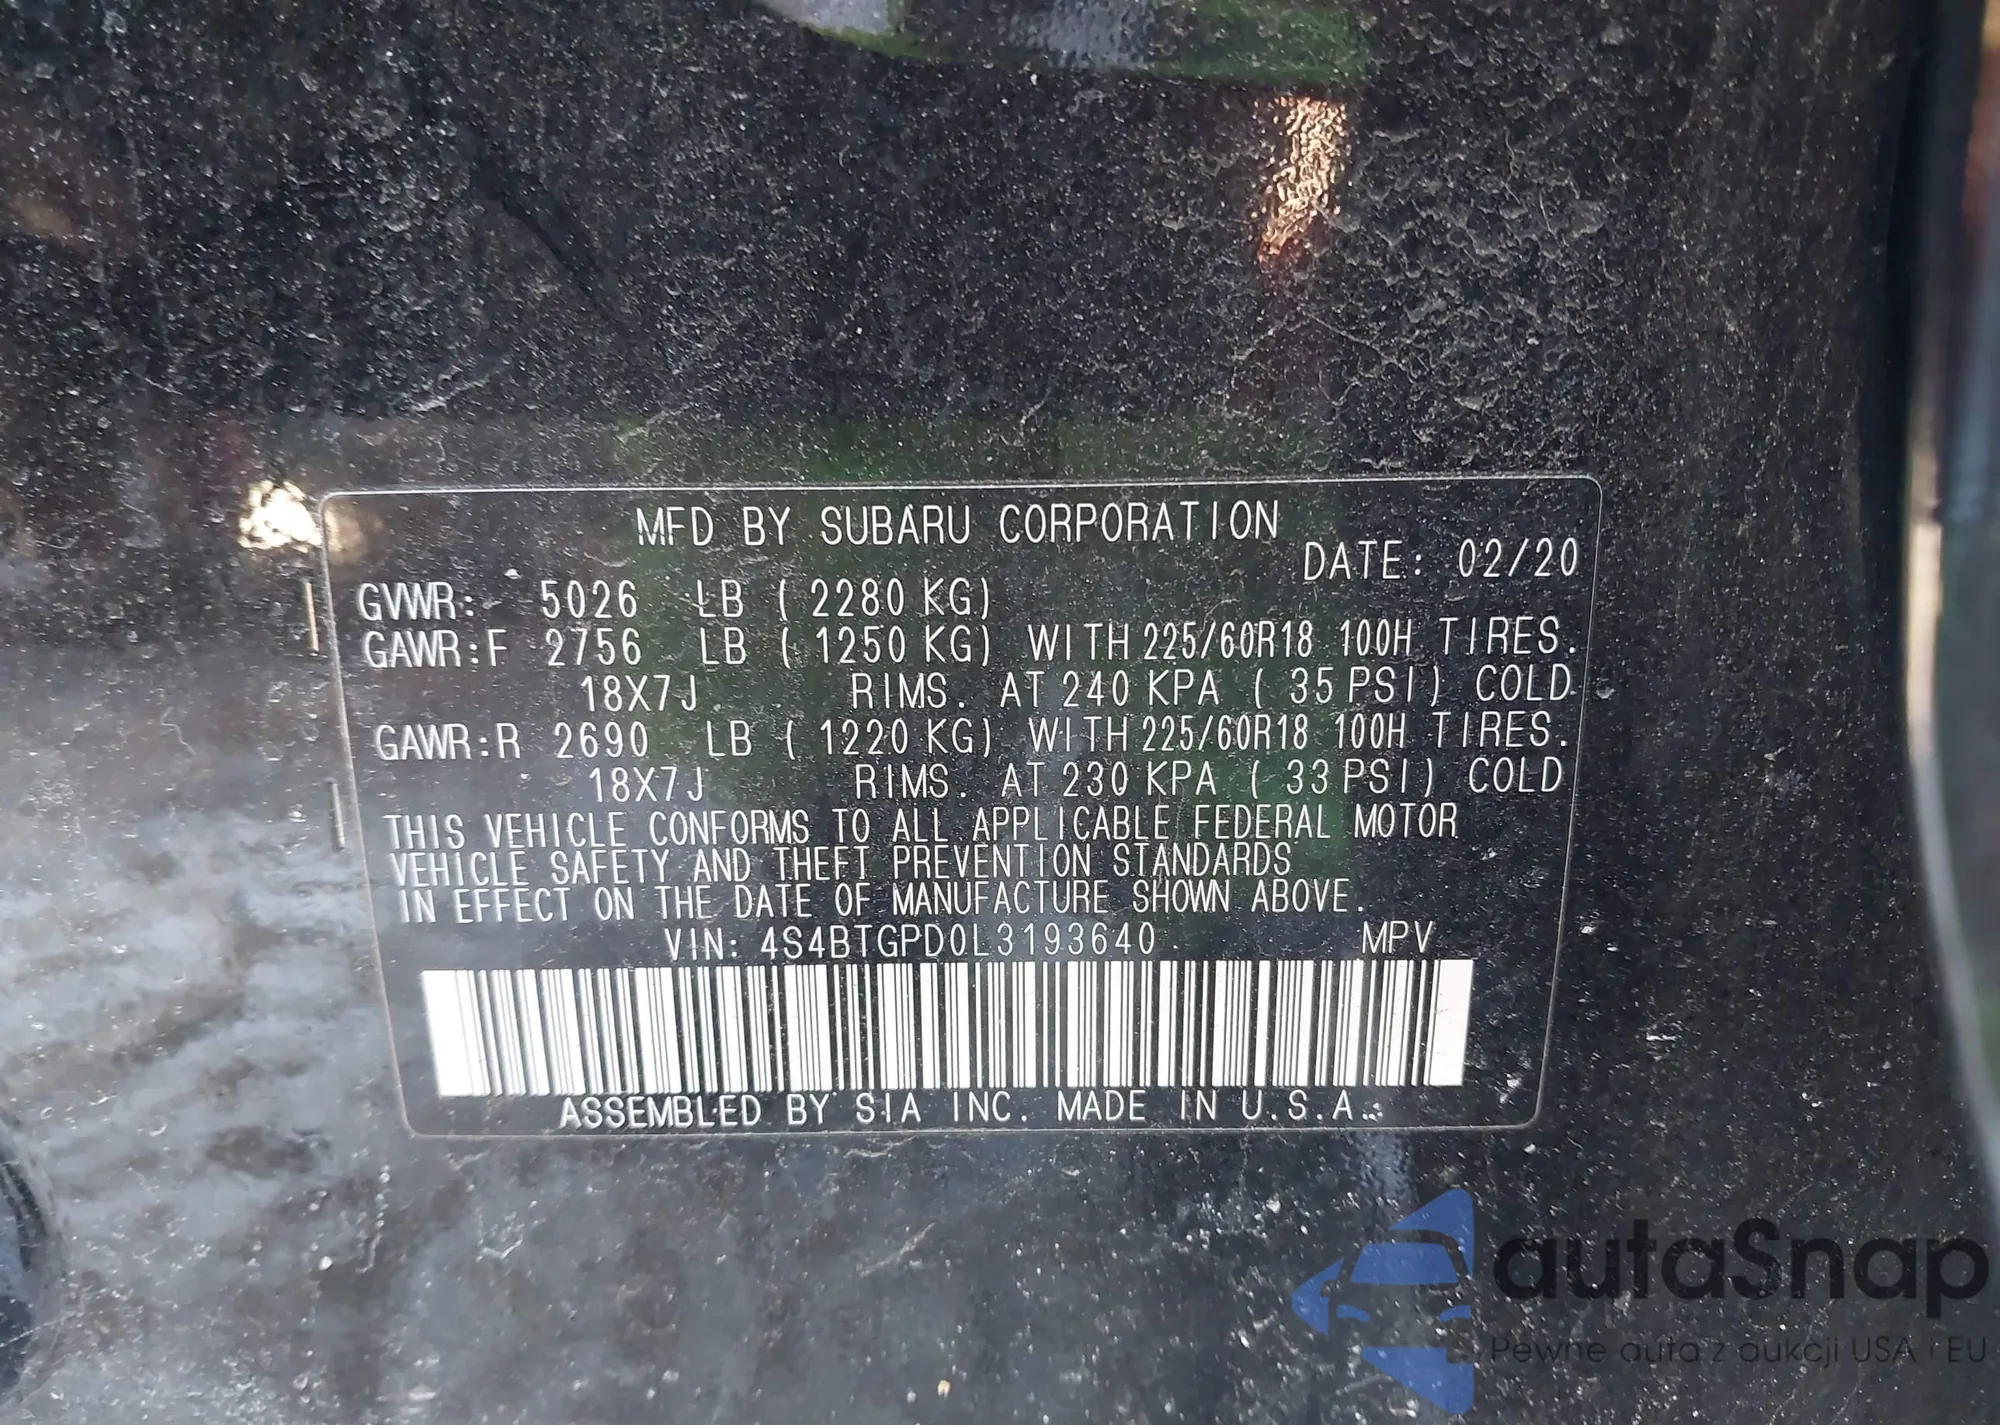 MFD BY SUBARU CORPORATION
DATE: 02/20
GVWR: 5026 LB ( 2280 KG)
GAWR:F 2756 LB ( 1250 KG) WITH 225/60R18 100H TIRES.
18X7J RIMS. AT 240 KPA ( 35 PSI) COLD
GAWR:R 2690 LB ( 1220 KG) WITH 225/60R18 100H TIRES.
18X7J RIMS. AT 230 KPA ( 33 PSI) COLD
THIS VEHICLE CONFORMS TO ALL APPLICABLE FEDERAL MOTOR
VEHICLE SAFETY AND THEFT PREVENTION STANDARDS
IN EFFECT ON THE DATE OF MANUFACTURE SHOWN ABOVE.
VIN: 4S4BTGPD0L3193640 MPV
ASSEMBLED BY SIA INC. MADE IN U.S.A.
autaSnap
Pewne auta z aukcji USA i EU